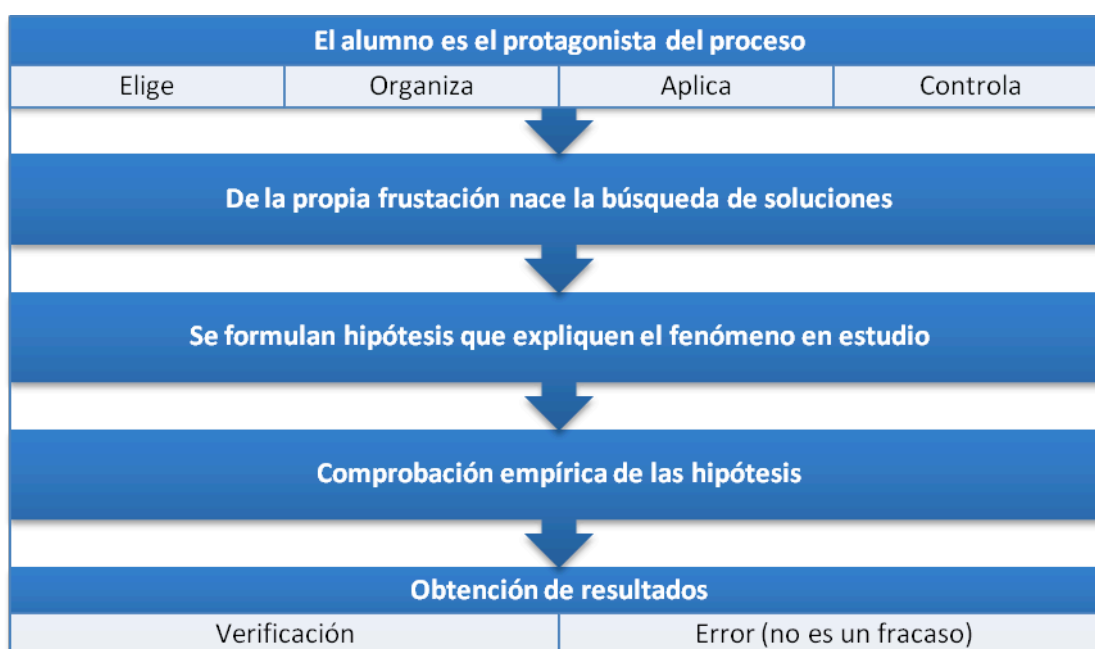 El alumno es el protagonista del proceso
Elige Organiza Aplica Controla
De la propia frustación nace la búsqueda de soluciones
Se formulan hipótesis que expliquen el fenómeno en estudio
Comprobación empírica de las hipótesis
Obtención de resultados
Verificación Error (no es un fracaso)